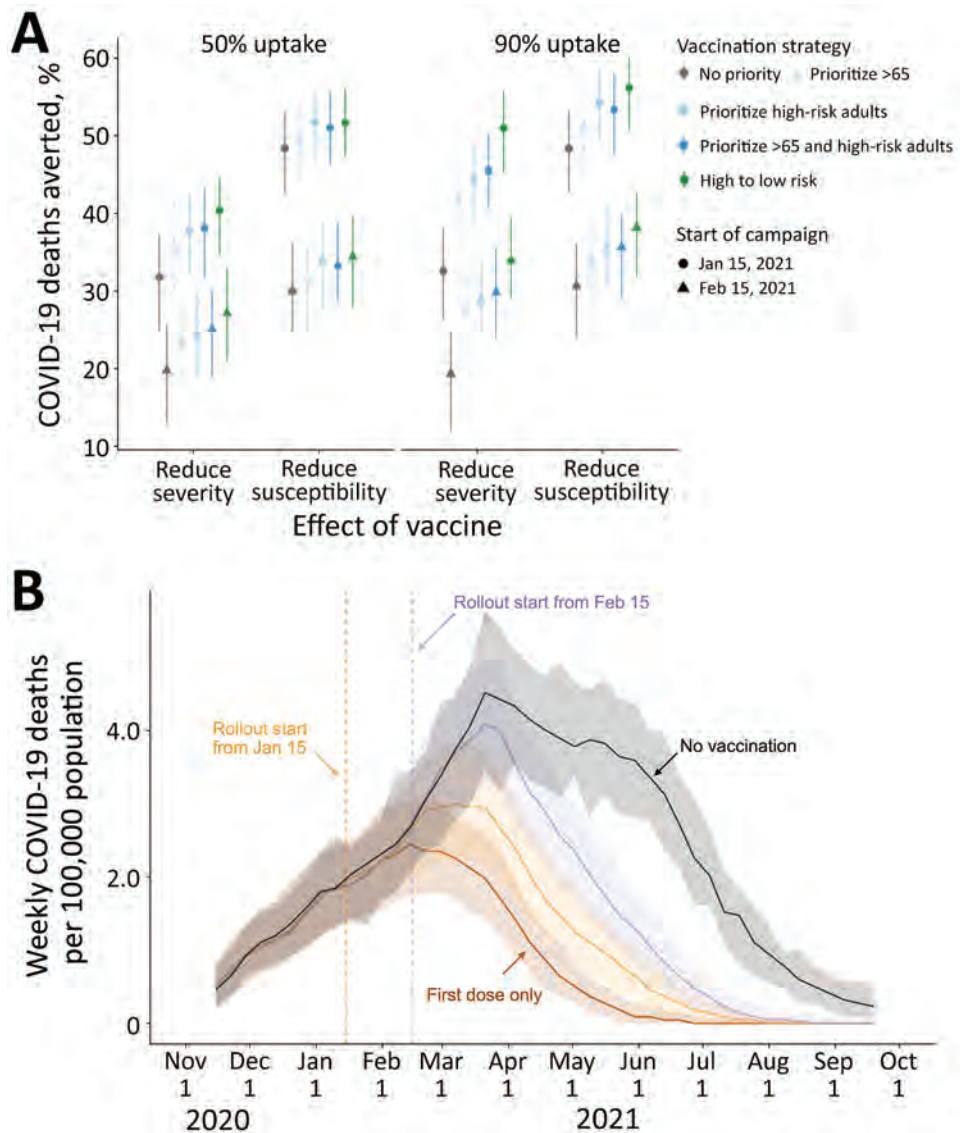 A
50% uptake
90% uptake
COVID-19 deaths averted, %
60
50
40
30
20
10
Reduce
severity
Reduce
susceptibility
Reduce
severity
Reduce
susceptibility
Effect of vaccine
Vaccination strategy
No priority
Prioritize >65
Prioritize high-risk adults
Prioritize >65 and high-risk adults
High to low risk
Start of campaign
Jan 15, 2021
Feb 15, 2021
B
Weekly COVID-19 deaths
per 100,000 population
4.0
2.0
0
Rollout start from Feb 15
Rollout start
from Jan 15
No vaccination
First dose only
Nov Dec Jan Feb Mar Apr May Jun Jul Aug Sep Oct
1 1 1 1 1 1 1 1 1 1 1 1
2020 2021